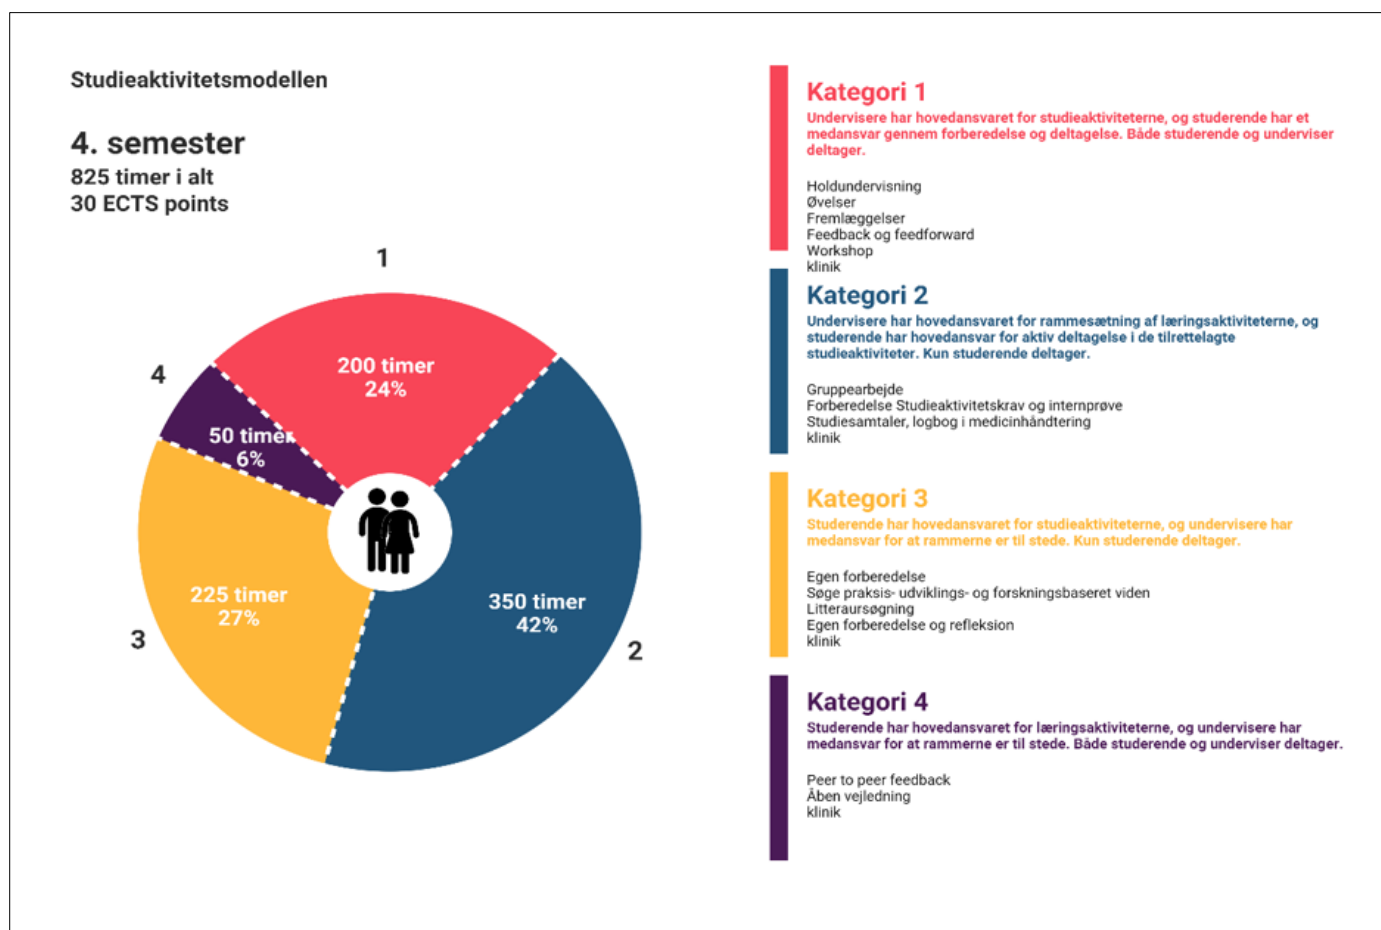 Studieaktivitetsmodellen
4. semester
825 timer i alt
30 ECTS points
1
200 timer
24%
4
50 timer
6%
225 timer
27%
3
350 timer
42%
2
Kategori 1
Undervisere har hovedansvaret for studieaktiviteterne, og studerende har et
medansvar gennem forberedelse og deltagelse. Både studerende og underviser
deltager.
Holdundervisning
Øvelser
Fremlæggelser
Feedback og feedforward
Workshop
klinik
Kategori 2
Undervisere har hovedansvaret for rammesætning af læringsaktiviteterne, og
studerende har hovedansvar for aktiv deltagelse i de tilrettelagte
studieaktiviteter. Kun studerende deltager.
Gruppearbejde
Forberedelse Studieaktivitetskrav og internprøve
Studiesamtaler, logbog i medicinhåndtering
klinik
Kategori 3
Studerende har hovedansvaret for studieaktiviteterne, og undervisere har
medansvar for at rammerne er til stede. Kun studerende deltager.
Egen forberedelse
Søge praksis- udviklings- og forskningsbaseret viden
Litteraursøgning
Egen forberedelse og refleksion
klinik
Kategori 4
Studerende har hovedansvaret for læringsaktiviteterne, og undervisere har
medansvar for at rammerne er til stede. Både studerende og underviser deltager.
Peer to peer feedback
Åben vejledning
klinik